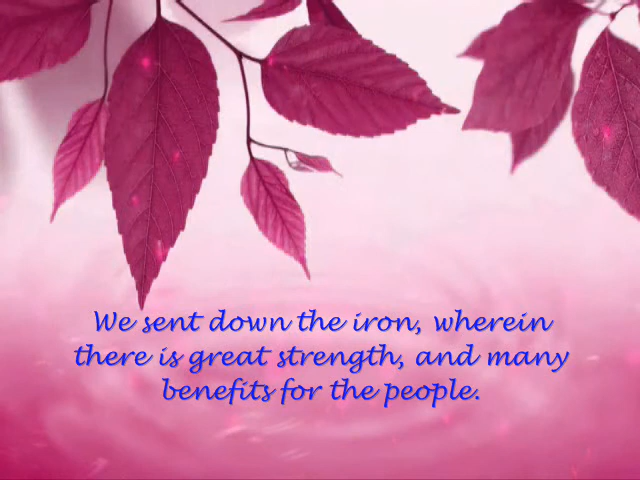 We sent down the iron, wherein
there is great strength, and many
benefits for the people.